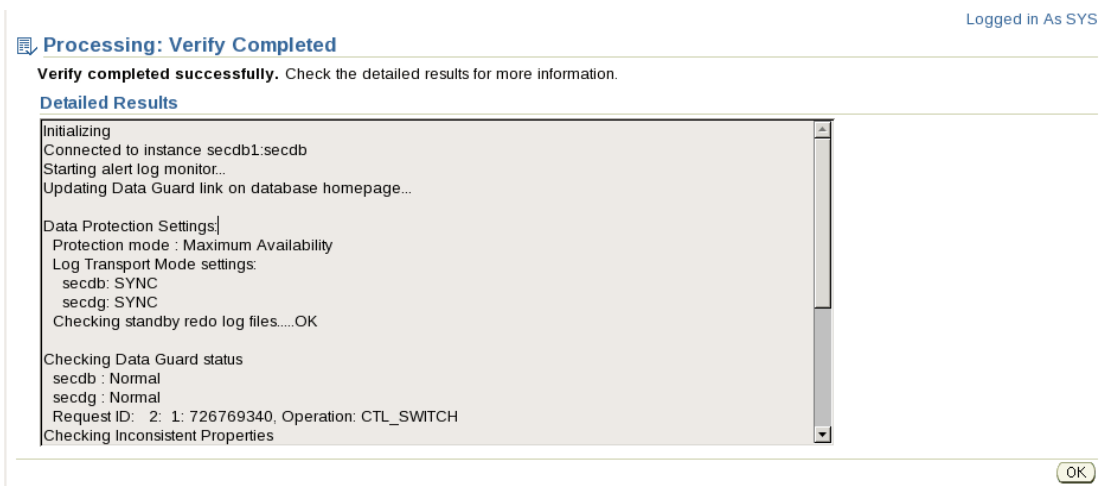 Logged in As SYS
Processing: Verify Completed
Verify completed successfully. Check the detailed results for more information.
Detailed Results
Initializing
Connected to instance secdb1:secdb
Starting alert log monitor...
Updating Data Guard link on database homepage...
Data Protection Settings:
Protection mode : Maximum Availability
Log Transport Mode settings:
secdb: SYNC
secdg: SYNC
Checking standby redo log files.....OK
Checking Data Guard status
secdb : Normal
secdg : Normal
Request ID: 2: 1: 726769340, Operation: CTL_SWITCH
Checking Inconsistent Properties
OK